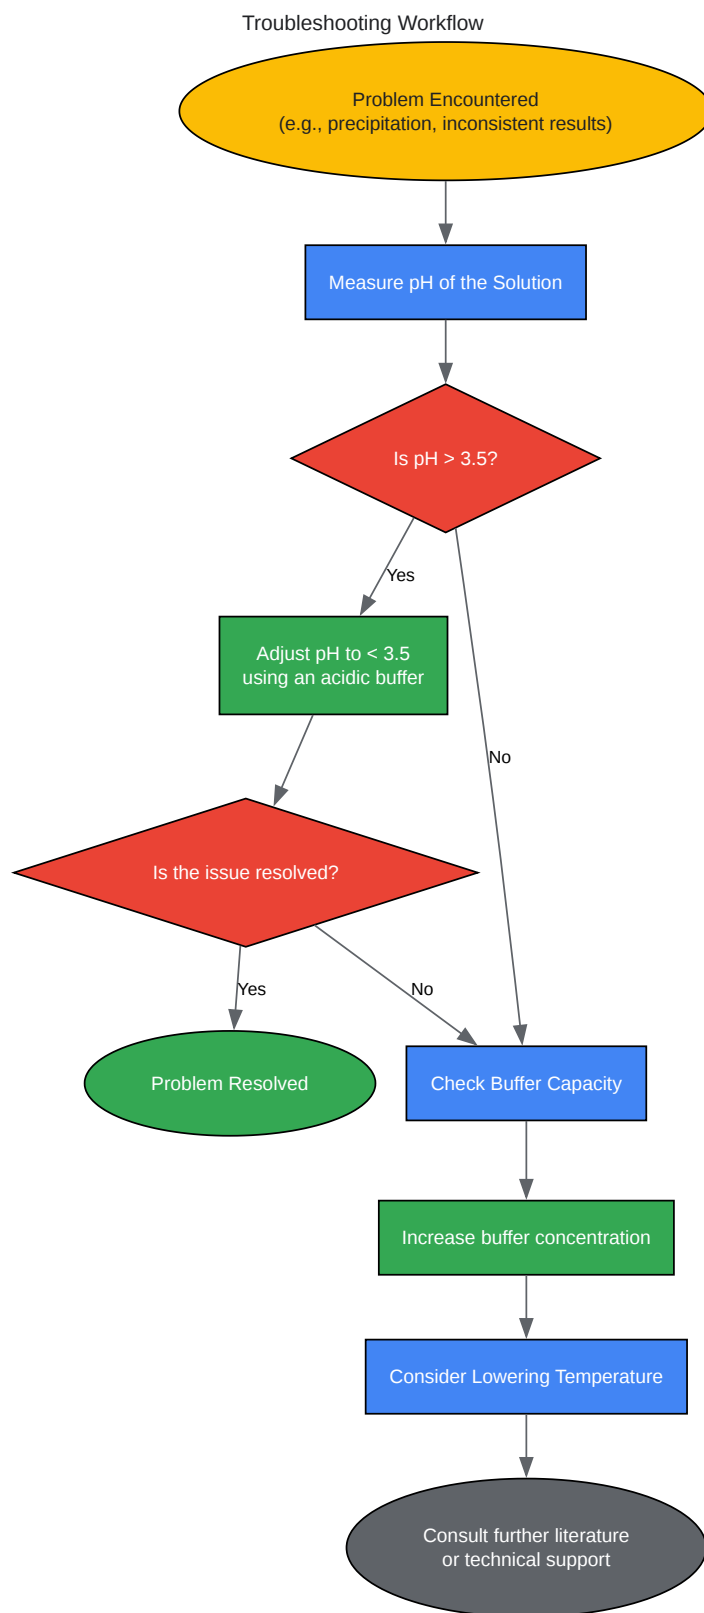 Troubleshooting Workflow
Problem Encountered
(e.g., precipitation, inconsistent results)
Measure pH of the Solution
Is pH > 3.5?
Yes
Adjust pH to < 3.5
using an acidic buffer
No
Is the issue resolved?
Yes
No
Problem Resolved
Check Buffer Capacity
Increase buffer concentration
Consider Lowering Temperature
Consult further literature
or technical support